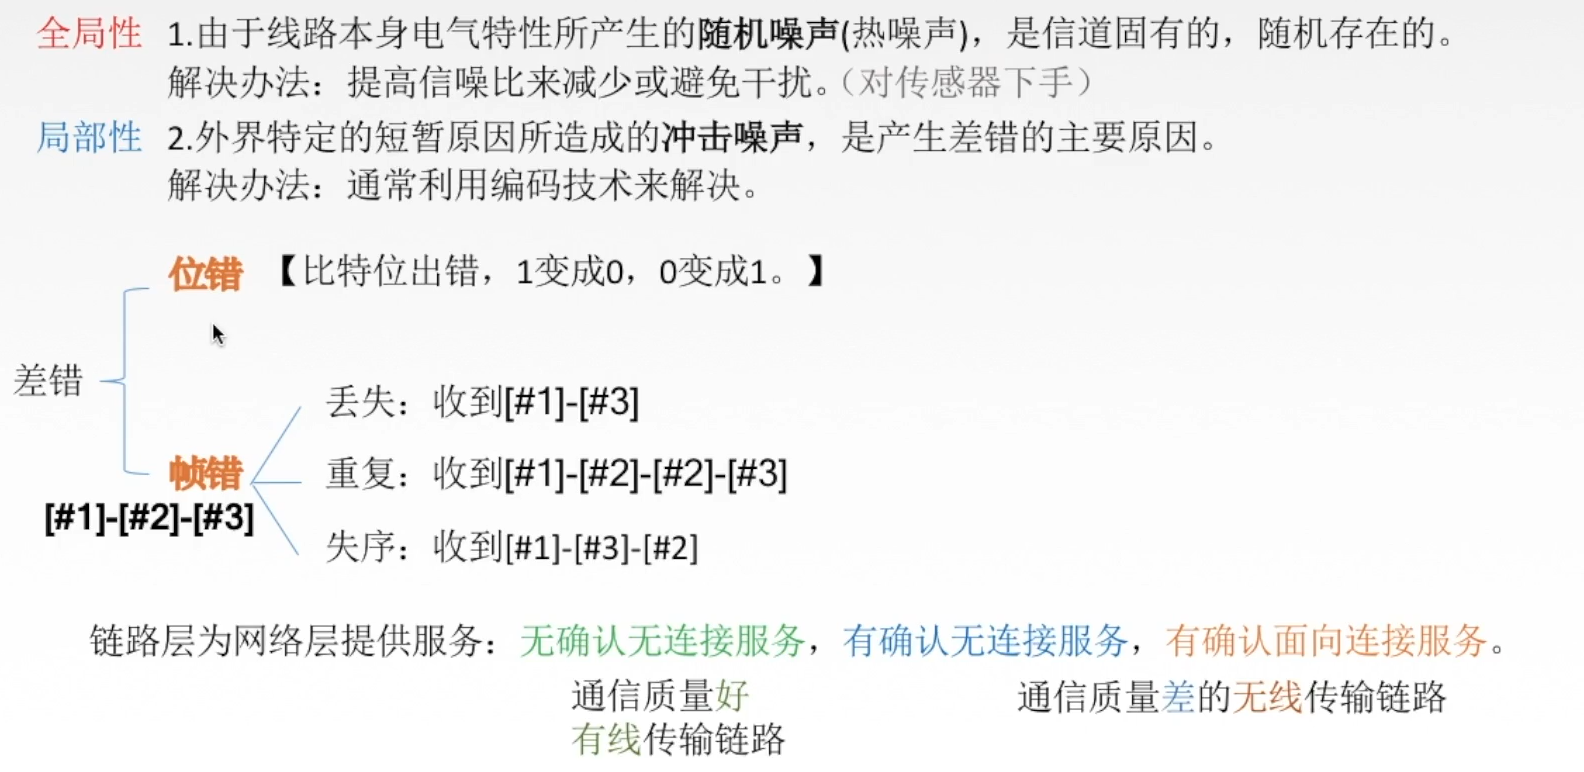 全局性 1.由于线路本身电气特性所产生的随机噪声(热噪声)，是信道固有的，随机存在的。
解决办法：提高信噪比来减少或避免干扰。（对传感器下手）
局部性 2.外界特定的短暂原因所造成的冲击噪声，是产生差错的主要原因。
解决办法：通常利用编码技术来解决。
位错 【比特位出错，1变成0，0变成1。】
差错
丢失：收到[#1]-[#3]
帧错 重复：收到[#1]-[#2]-[#2]-[#3]
[#1]-[#2]-[#3]
失序：收到[#1]-[#3]-[#2]
链路层为网络层提供服务：无确认无连接服务，有确认无连接服务，有确认面向连接服务。
通信质量好 通信质量差的无线传输链路
有线传输链路